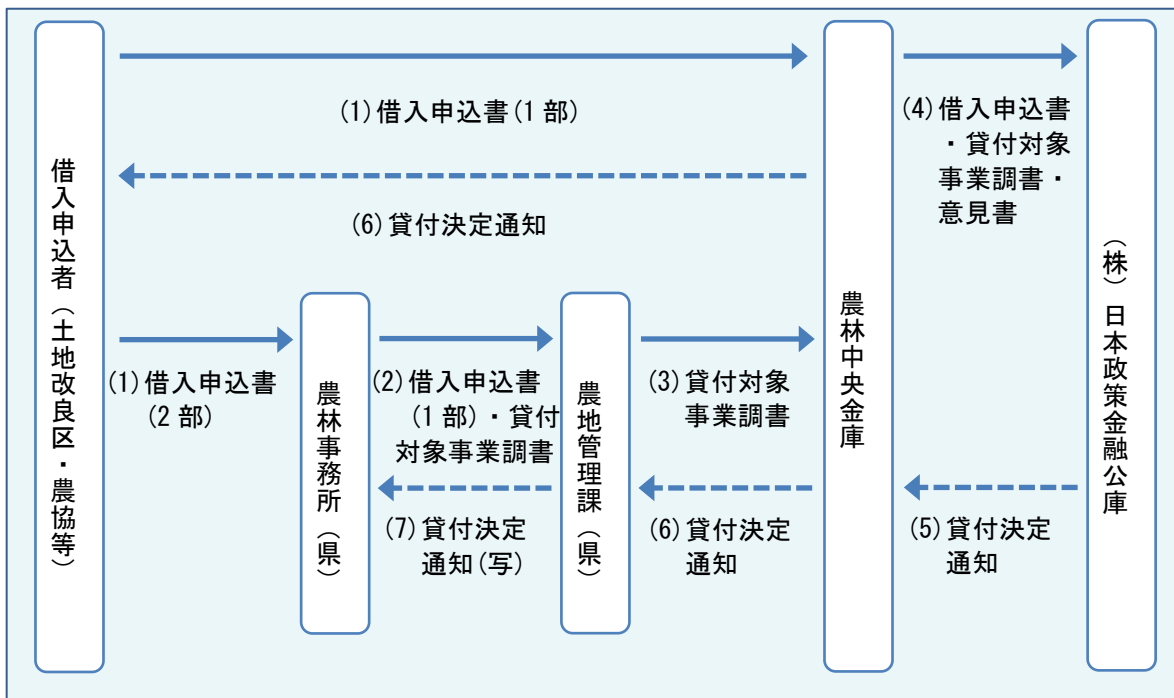 借入申込者（土地改良区・農協等）
(1)借入申込書(1部)
(6)貸付決定通知
(1)借入申込書
(2部)
農林事務所（県）
(2)借入申込書
(1部)・貸付
対象事業調書
(7)貸付決定
通知(写)
農地管理課（県）
(3)貸付対象
事業調書
(6)貸付決定
通知
農林中央金庫
(4)借入申込書
・貸付対象
事業調書・
意見書
(5)貸付決定
通知
（株）日本政策金融公庫